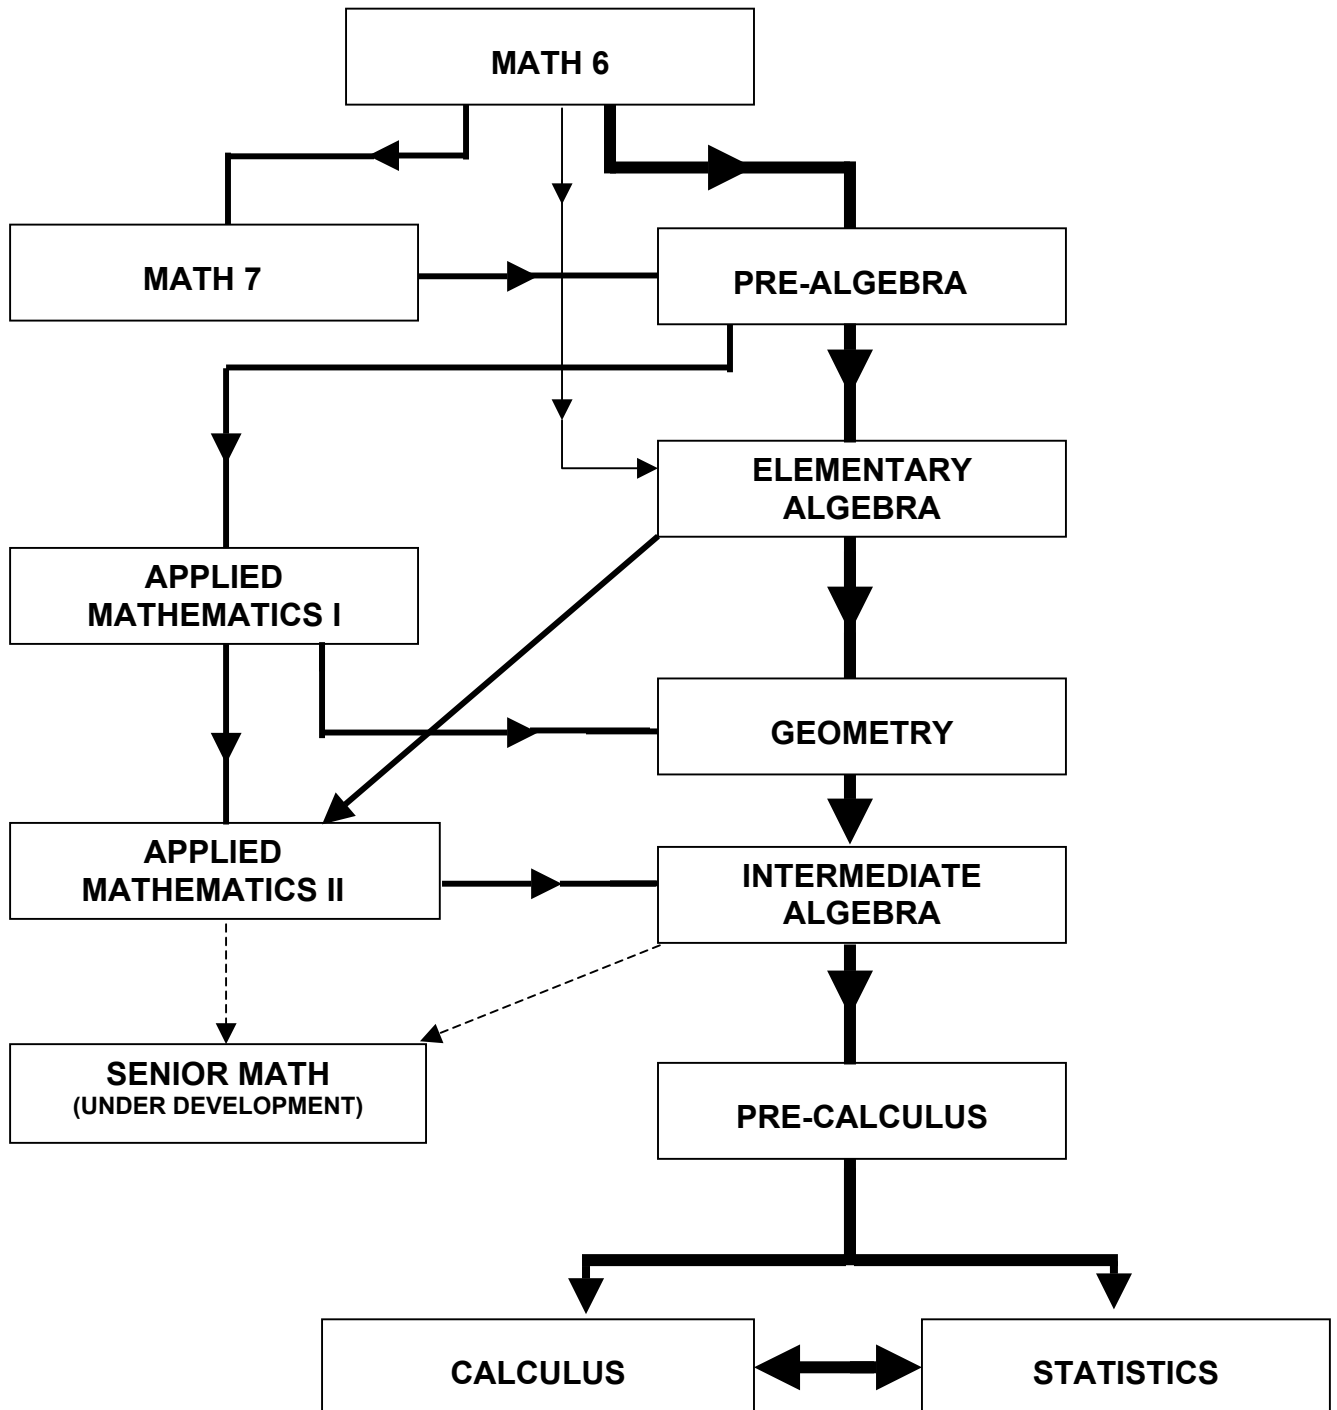 MATH 6
MATH 7
PRE-ALGEBRA
ELEMENTARY
ALGEBRA
APPLIED
MATHEMATICS I
GEOMETRY
APPLIED
MATHEMATICS II
INTERMEDIATE
ALGEBRA
SENIOR MATH
(UNDER DEVELOPMENT)
PRE-CALCULUS
CALCULUS
STATISTICS